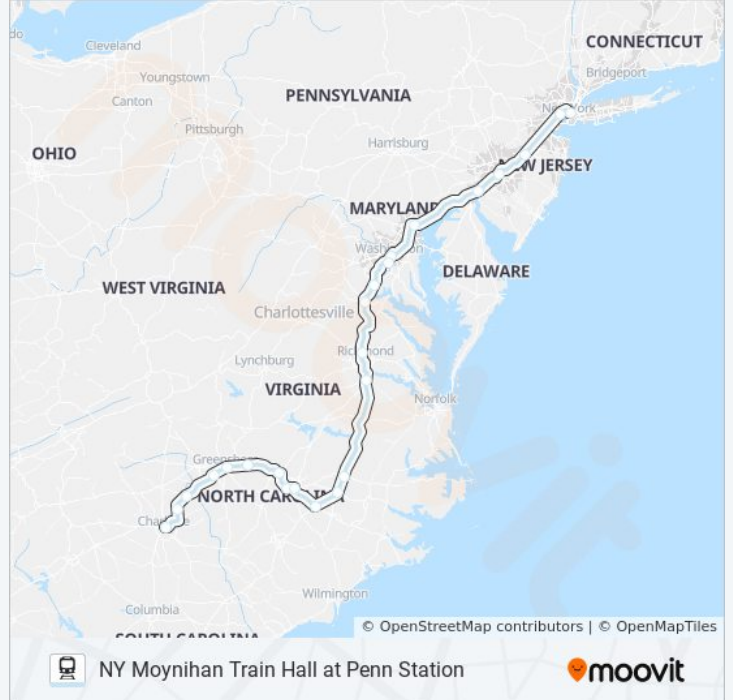 do
Cleveland
CONNECTICUT
Bridgeport
Youngstown
PENNSYLVANIA
Canton
New York
Pittsburgh
Harrisburg
OHIO
NEW JERSEY
MARYLAND
Washington
DELAWARE
WEST VIRGINIA
Charlottesville
Richmond
Lynchburg
VIRGINIA
Norfolk
Greensboro
NORTH CAROLINA
Charlotte
Wilmington
Columbia
SOUTH CAROLINA
© OpenStreetMap contributors | © OpenMapTiles
NY Moynihan Train Hall at Penn Station
moovit